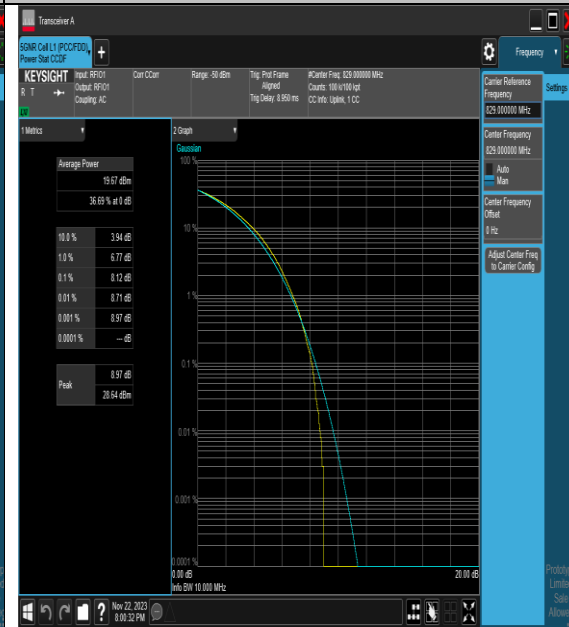 Transceiver A
5GNR Cell L1 (PCC/FDD)
Power Stat CCDF
+
Frequency
KEYSIGHT
R T
LW
Input: RFIO1
Output: RFIO1
Coupling: AC
Corr CCorr
Range: -50 dBm
Trig: Prot Frame
Aligned
Trig Delay: 8.950 ms
#Center Freq: 829.000000 MHz
Counts: 100 k/100 kpt
CC Info: Uplink, 1 CC
Carrier Reference
Frequency
829.000000 MHz
Settings
Center Frequency
829.000000 MHz
Auto
Man
Center Frequency
Offset
0 Hz
Adjust Center Freq
to Carrier Config
1 Metrics
Average Power
19.67 dBm
36.69 % at 0 dB
10.0 % 3.94 dB
1.0 % 6.77 dB
0.1 % 8.12 dB
0.01 % 8.71 dB
0.001 % 8.97 dB
0.0001 % --- dB
Peak
8.97 dB
28.64 dBm
2 Graph
Gaussian
100 %
10 %
1 %
0.1 %
0.01 %
0.001 %
0.0001 %
0.00 dB
20.00 dB
Info BW 10.000 MHz
?
Nov 22, 2023
8:00:32 PM